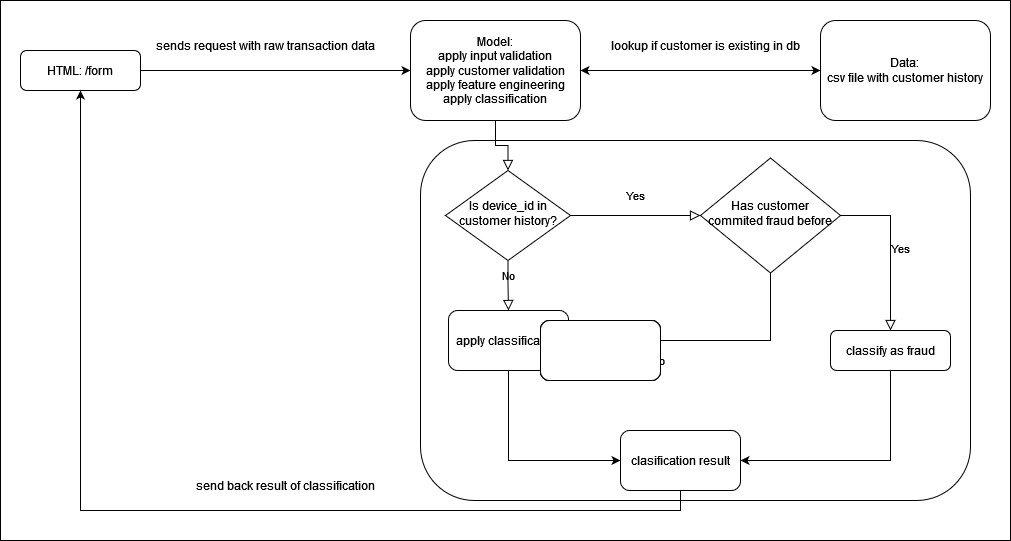 sends request with raw transaction data
HTML: /form
Model:
apply input validation
apply customer validation
apply feature engineering
apply classification
lookup if customer is existing in db
Data:
csv file with customer history
Is device_id in
customer history?
Yes
Has customer
commited fraud before
Yes
No
apply
classify as fraud
clasification result
send back result of classification